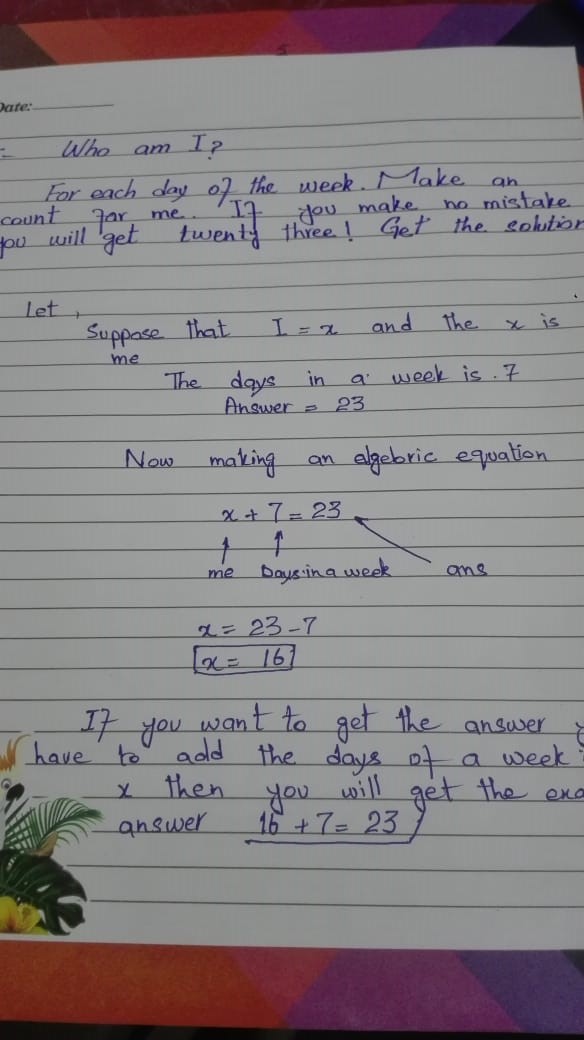 5
Date:
Who am I?
For each day of the week. Make an
count for me. If you make no mistake
you will get twenty three! Get the solution
Let,
Suppose that I = x and the x is
me
The days in a week is. 7
Answer = 23
Now making an algebric equation
x + 7 = 23
me Days in a week ans
x = 23 - 7
x = 16
If you want to get the answer
have to add the days of a week
x then you will get the exa
answer 16 + 7 = 23